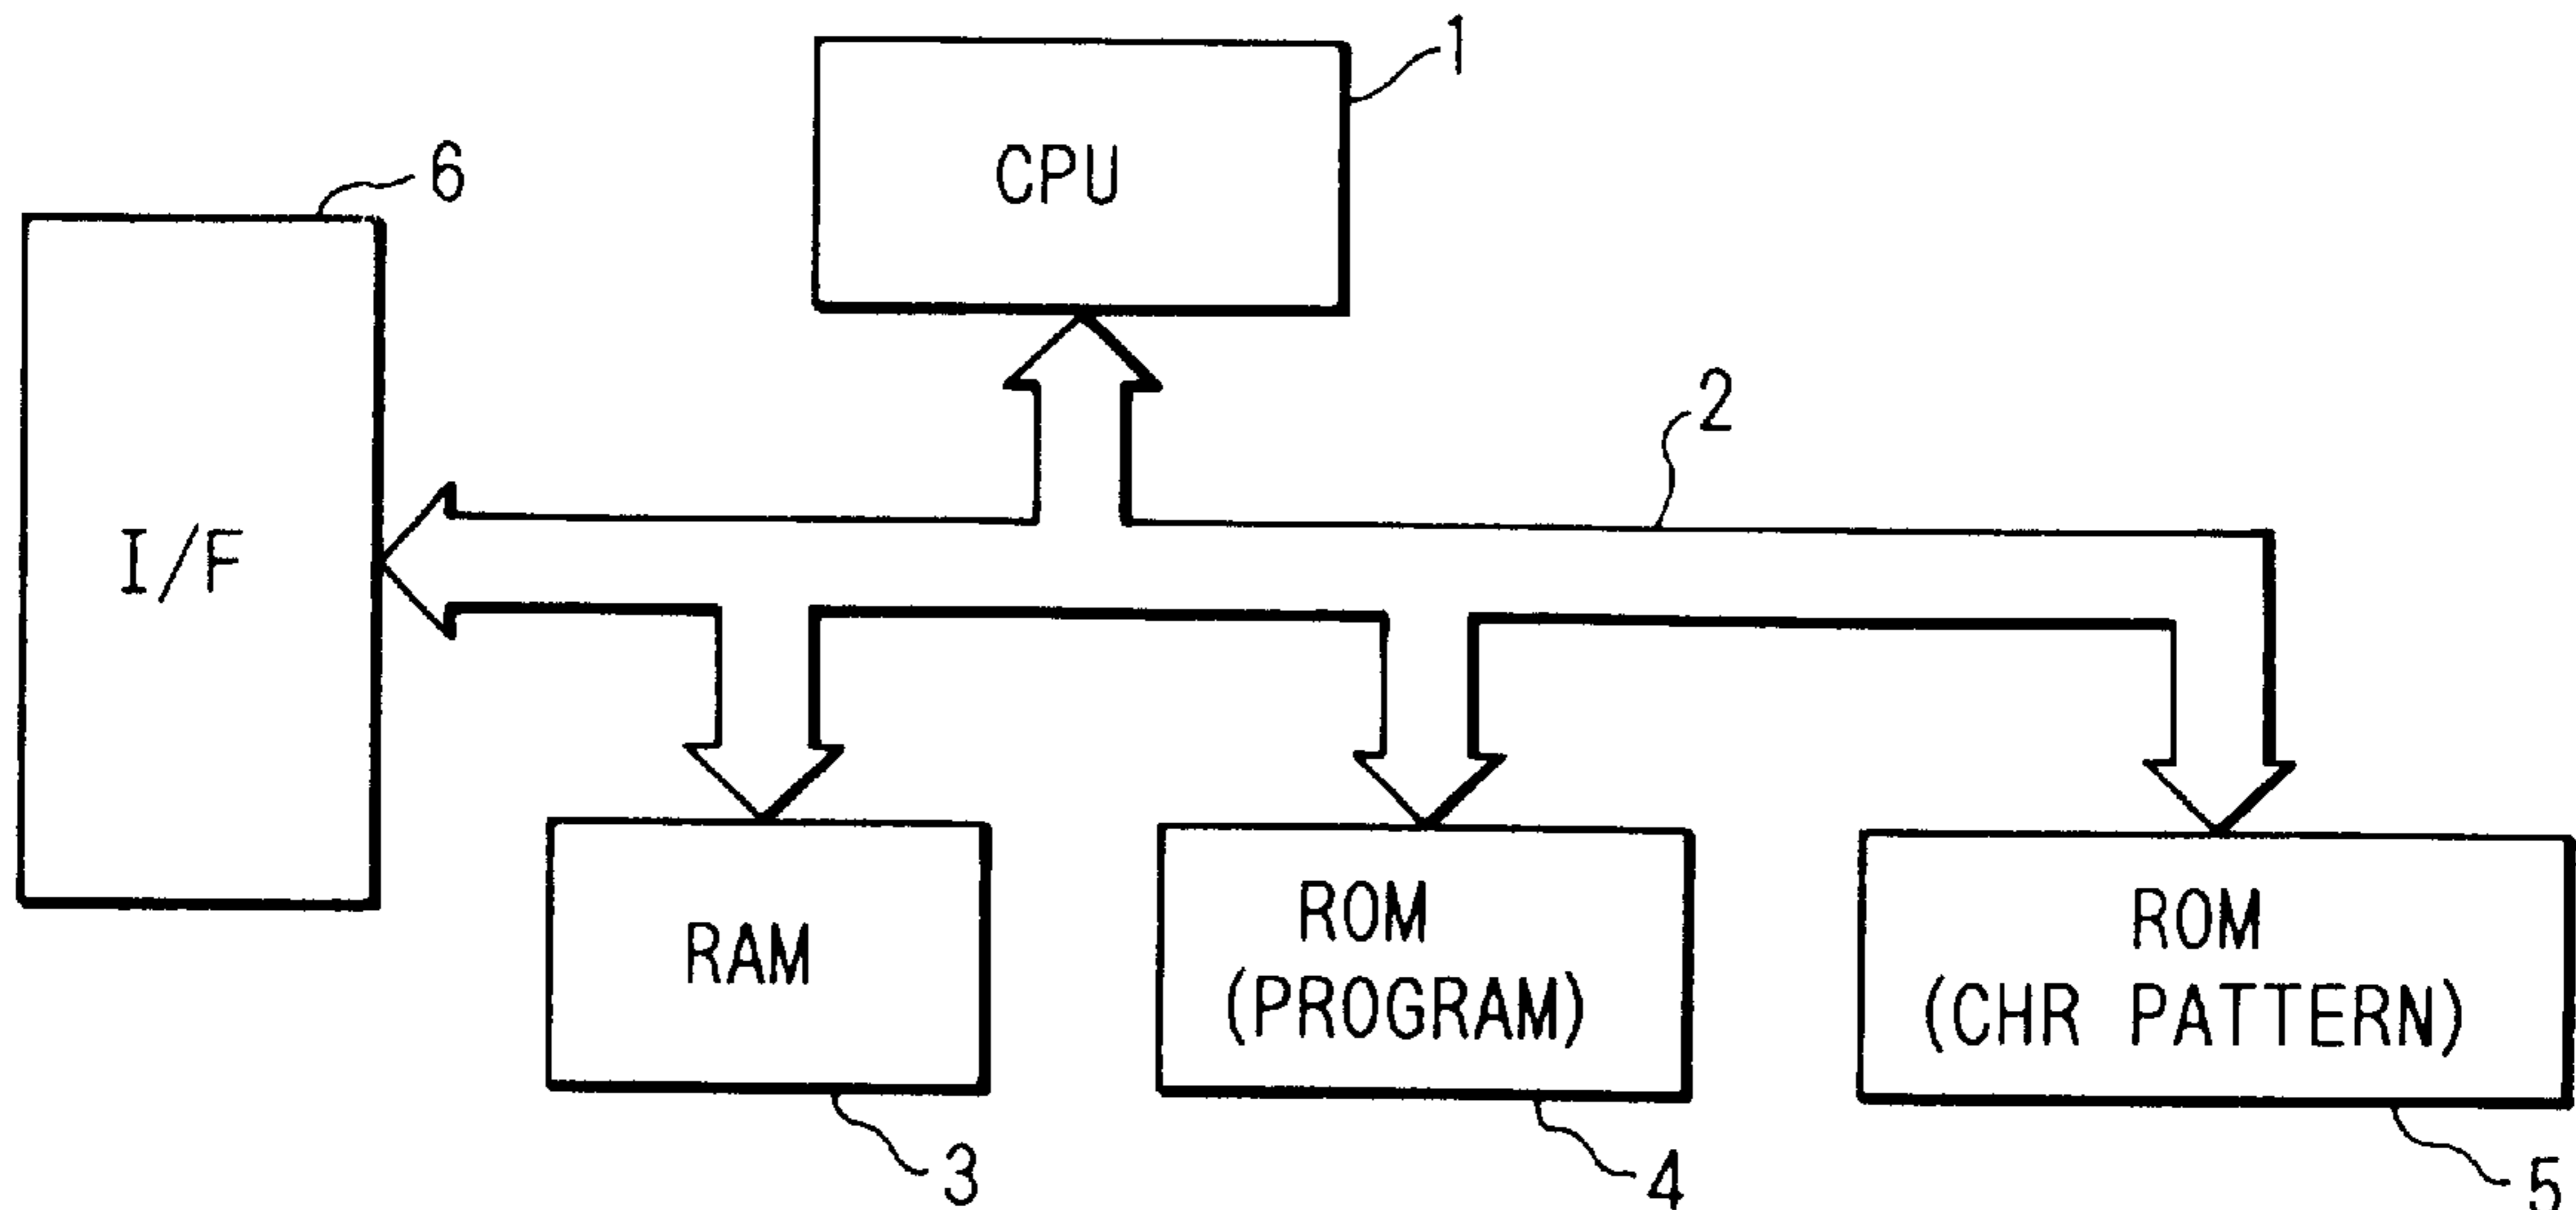 1
CPU
6
2
I/F
RAM
ROM
(PROGRAM)
ROM
(CHR PATTERN)
3
4
5